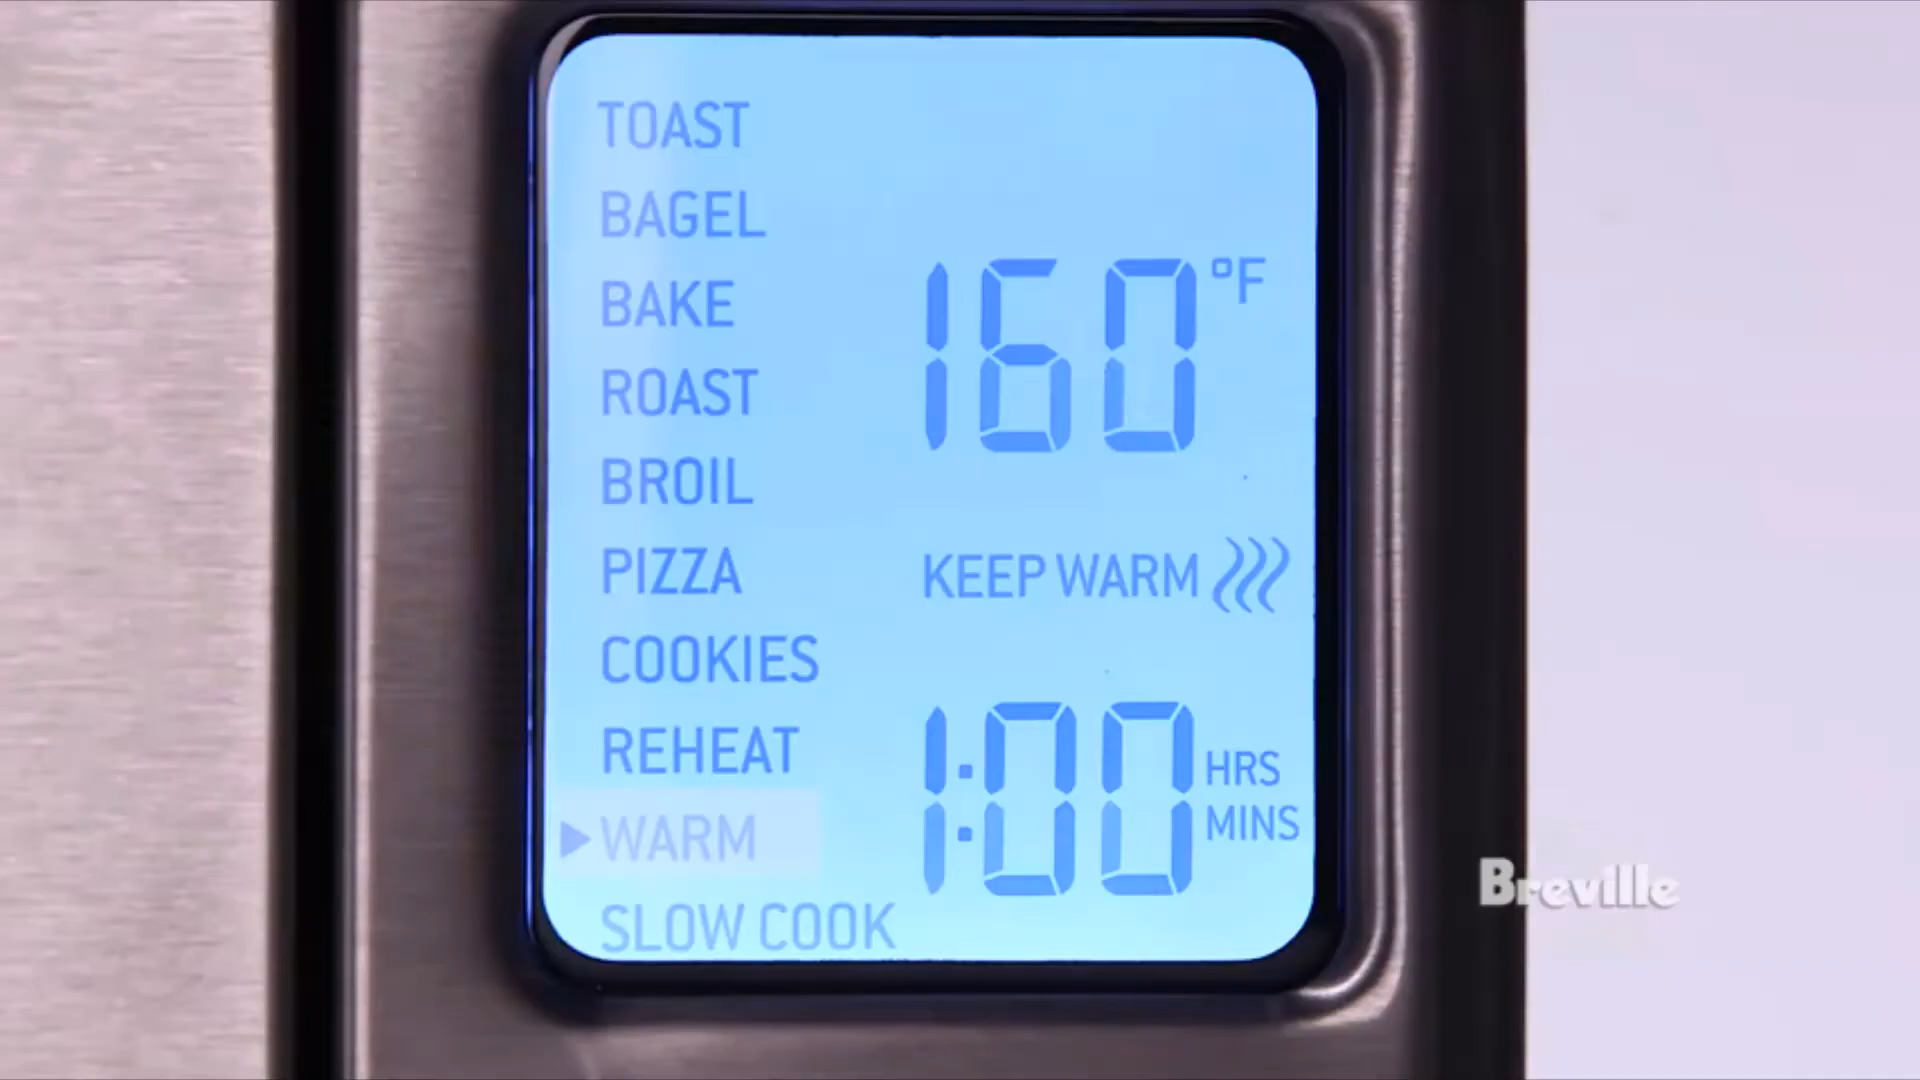 TOAST
BAGEL
BAKE
ROAST
BROIL
PIZZA
COOKIES
REHEAT
WARM
SLOW COOK
160 °F
KEEP WARM
1:00 HRS
MINS
Breville